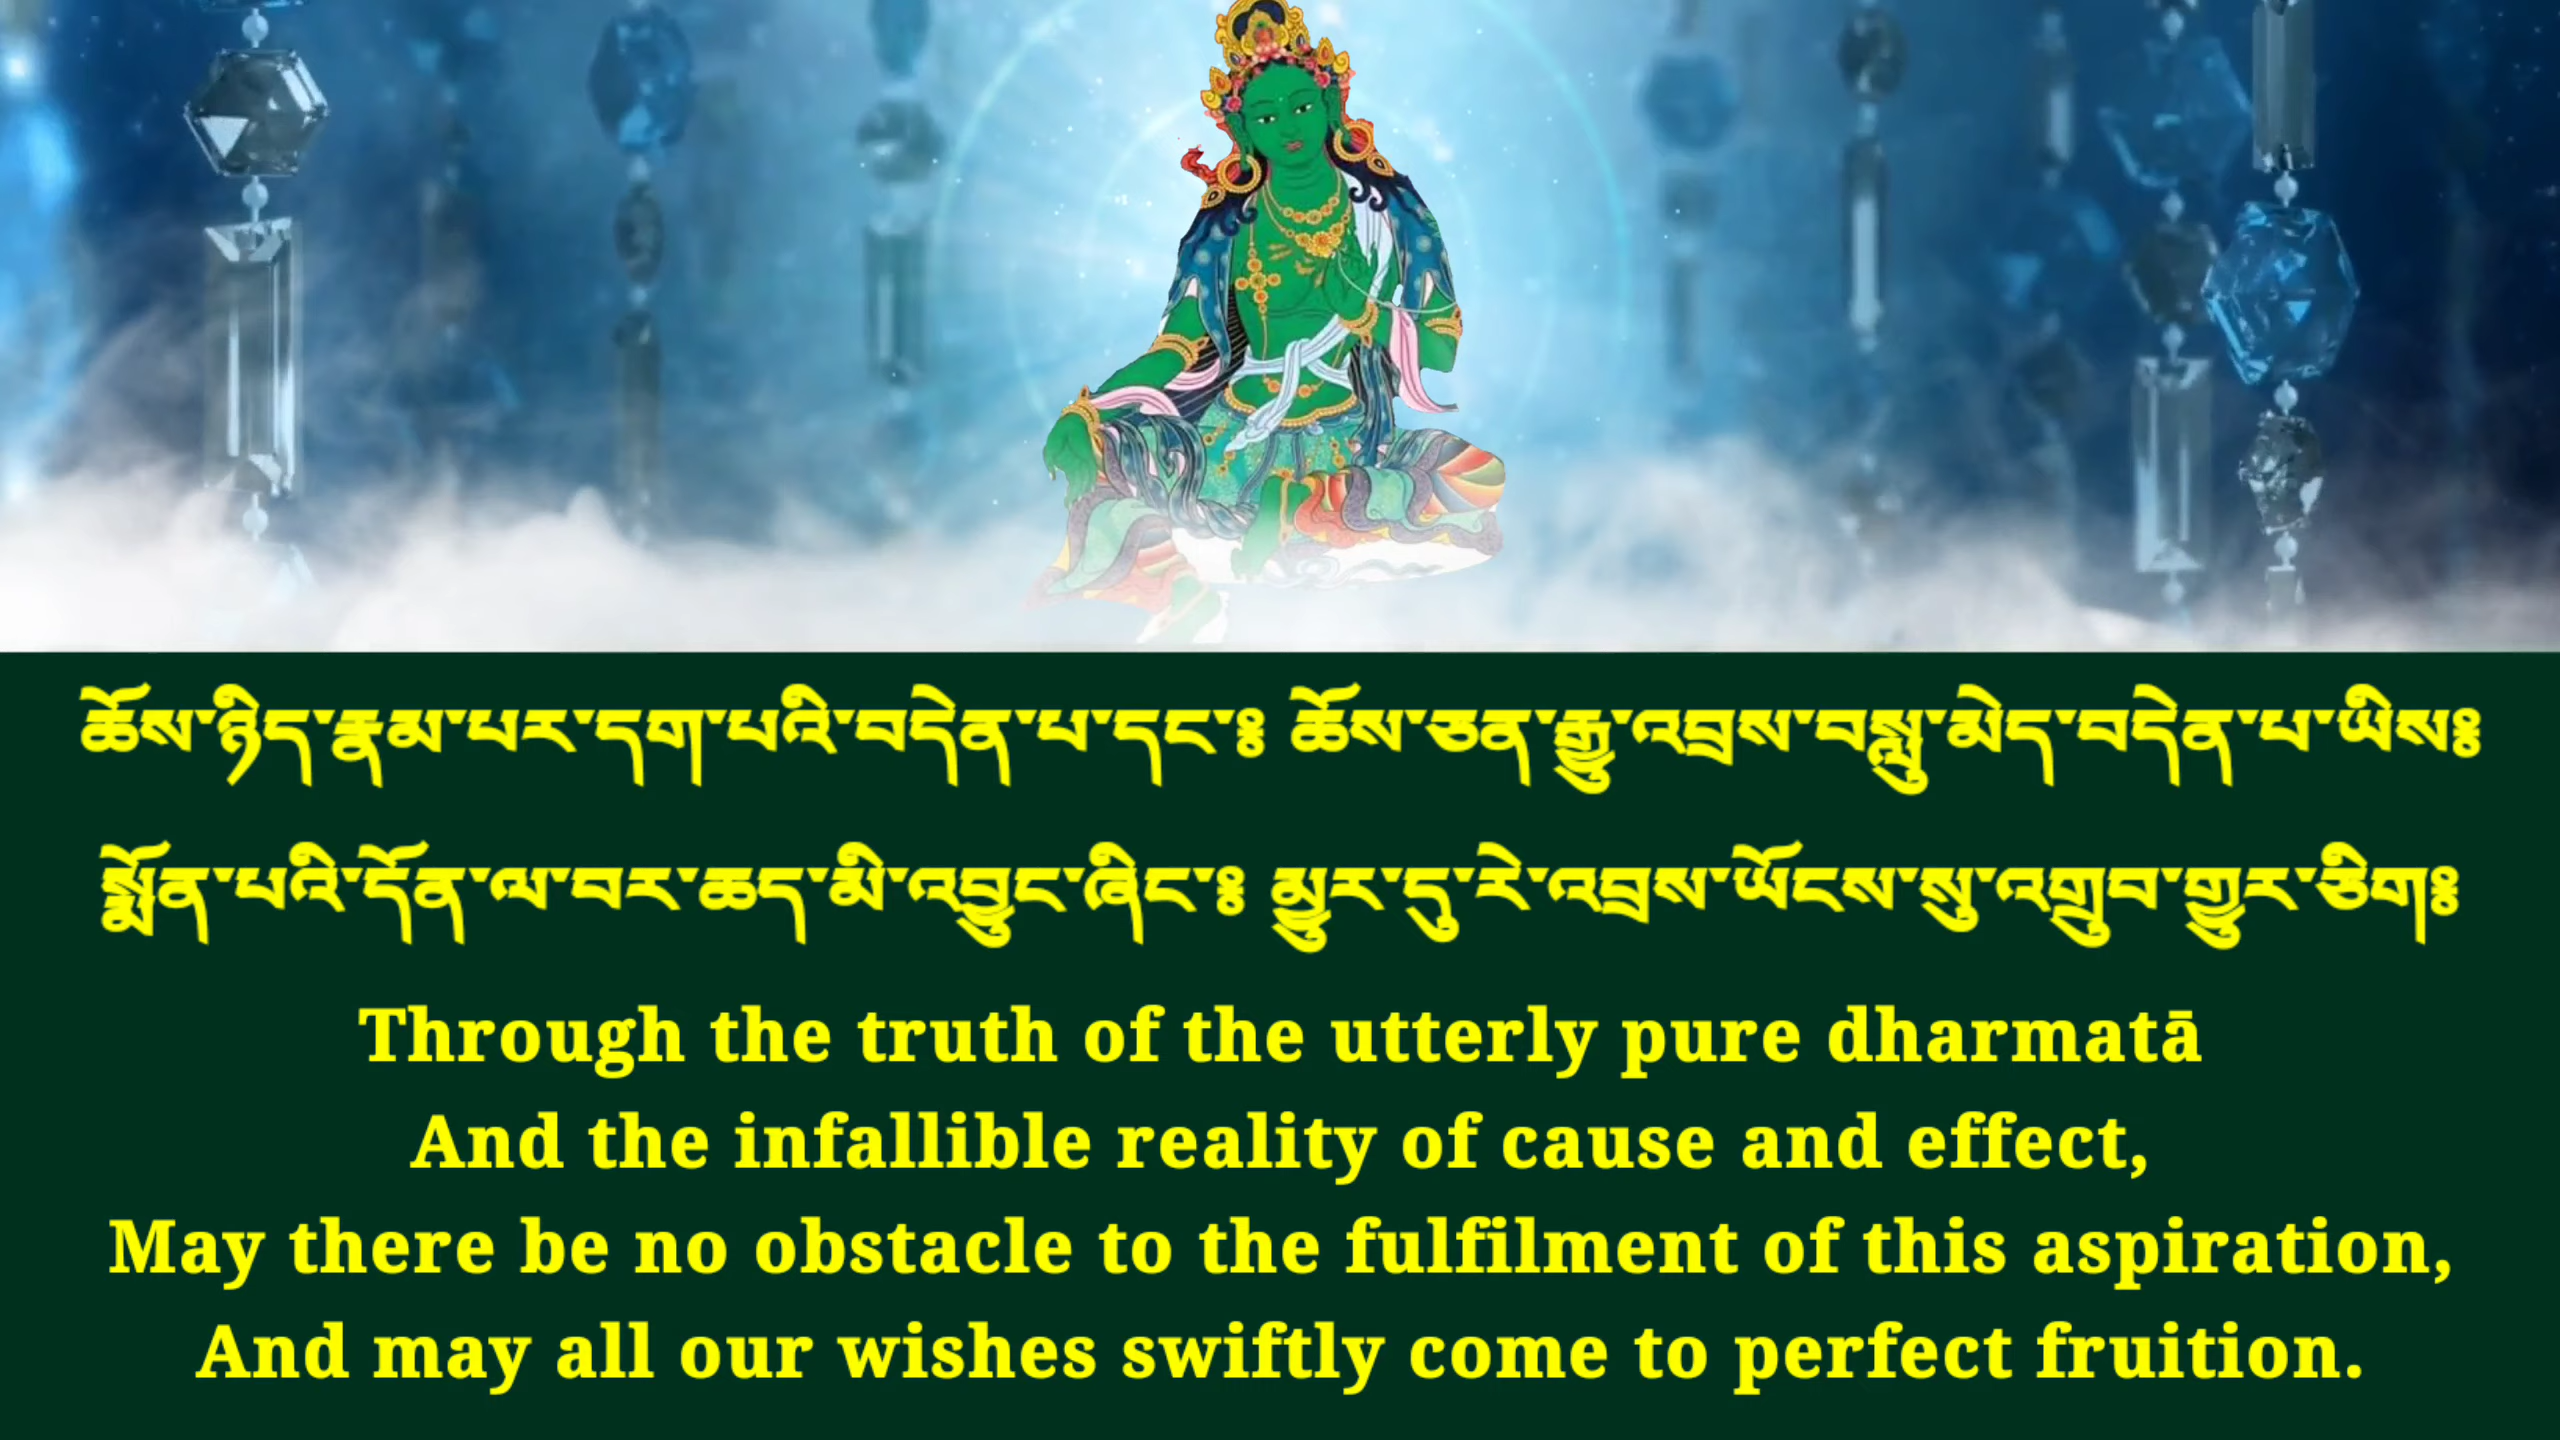 ཆོས་ཉིད་རྣམ་པར་དག་པའི་བདེན་པ་དང་༔ ཆོས་ཅན་རྒྱུ་འབྲས་བསླུ་མེད་བདེན་པ་ཡིས༔
སྨོན་པའི་དོན་ལ་བར་ཆད་མི་འབྱུང་ཞིང་༔ མྱུར་དུ་རེ་འབྲས་ཡོངས་སུ་འགྲུབ་གྱུར་ཅིག༔
Through the truth of the utterly pure dharmatā
And the infallible reality of cause and effect,
May there be no obstacle to the fulfilment of this aspiration,
And may all our wishes swiftly come to perfect fruition.